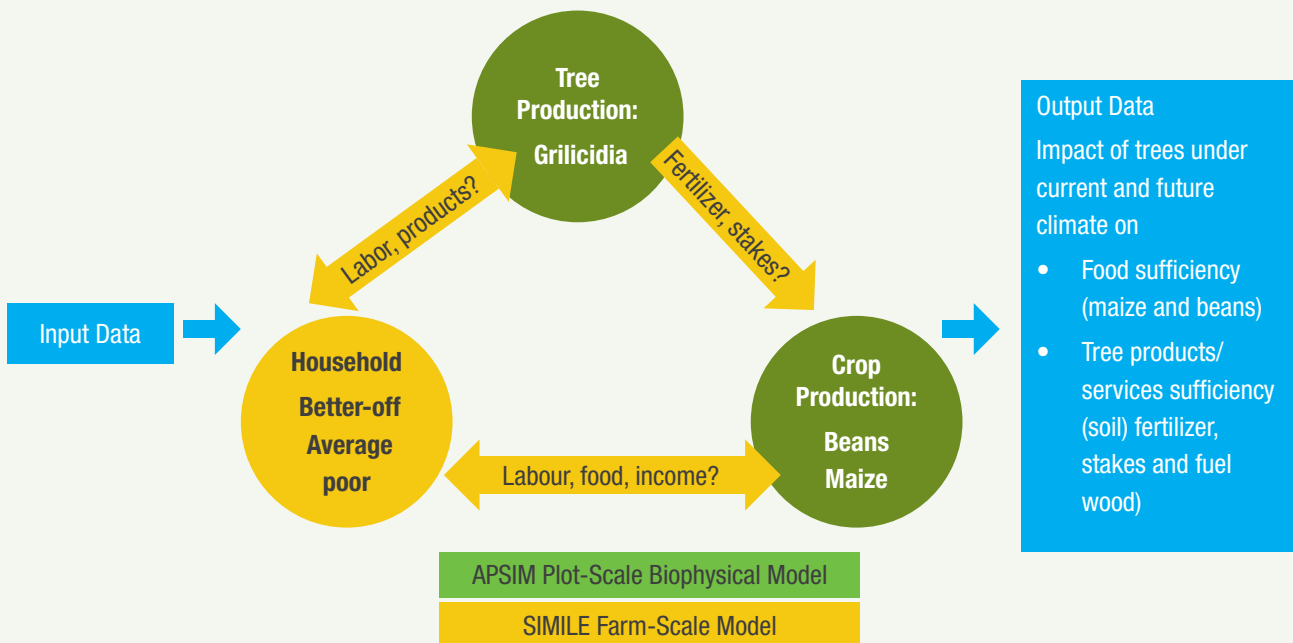 Tree
Production:
Grilicidia
Labor, products?
Fertilizer, stakes?
Input Data
Household
Better-off
Average
poor
Labour, food, income?
Crop
Production:
Beans
Maize
Output Data
Impact of trees under
current and future
climate on
• Food sufficiency
(maize and beans)
• Tree products/
services sufficiency
(soil) fertilizer,
stakes and fuel
wood)
APSIM Plot-Scale Biophysical Model
SIMILE Farm-Scale Model